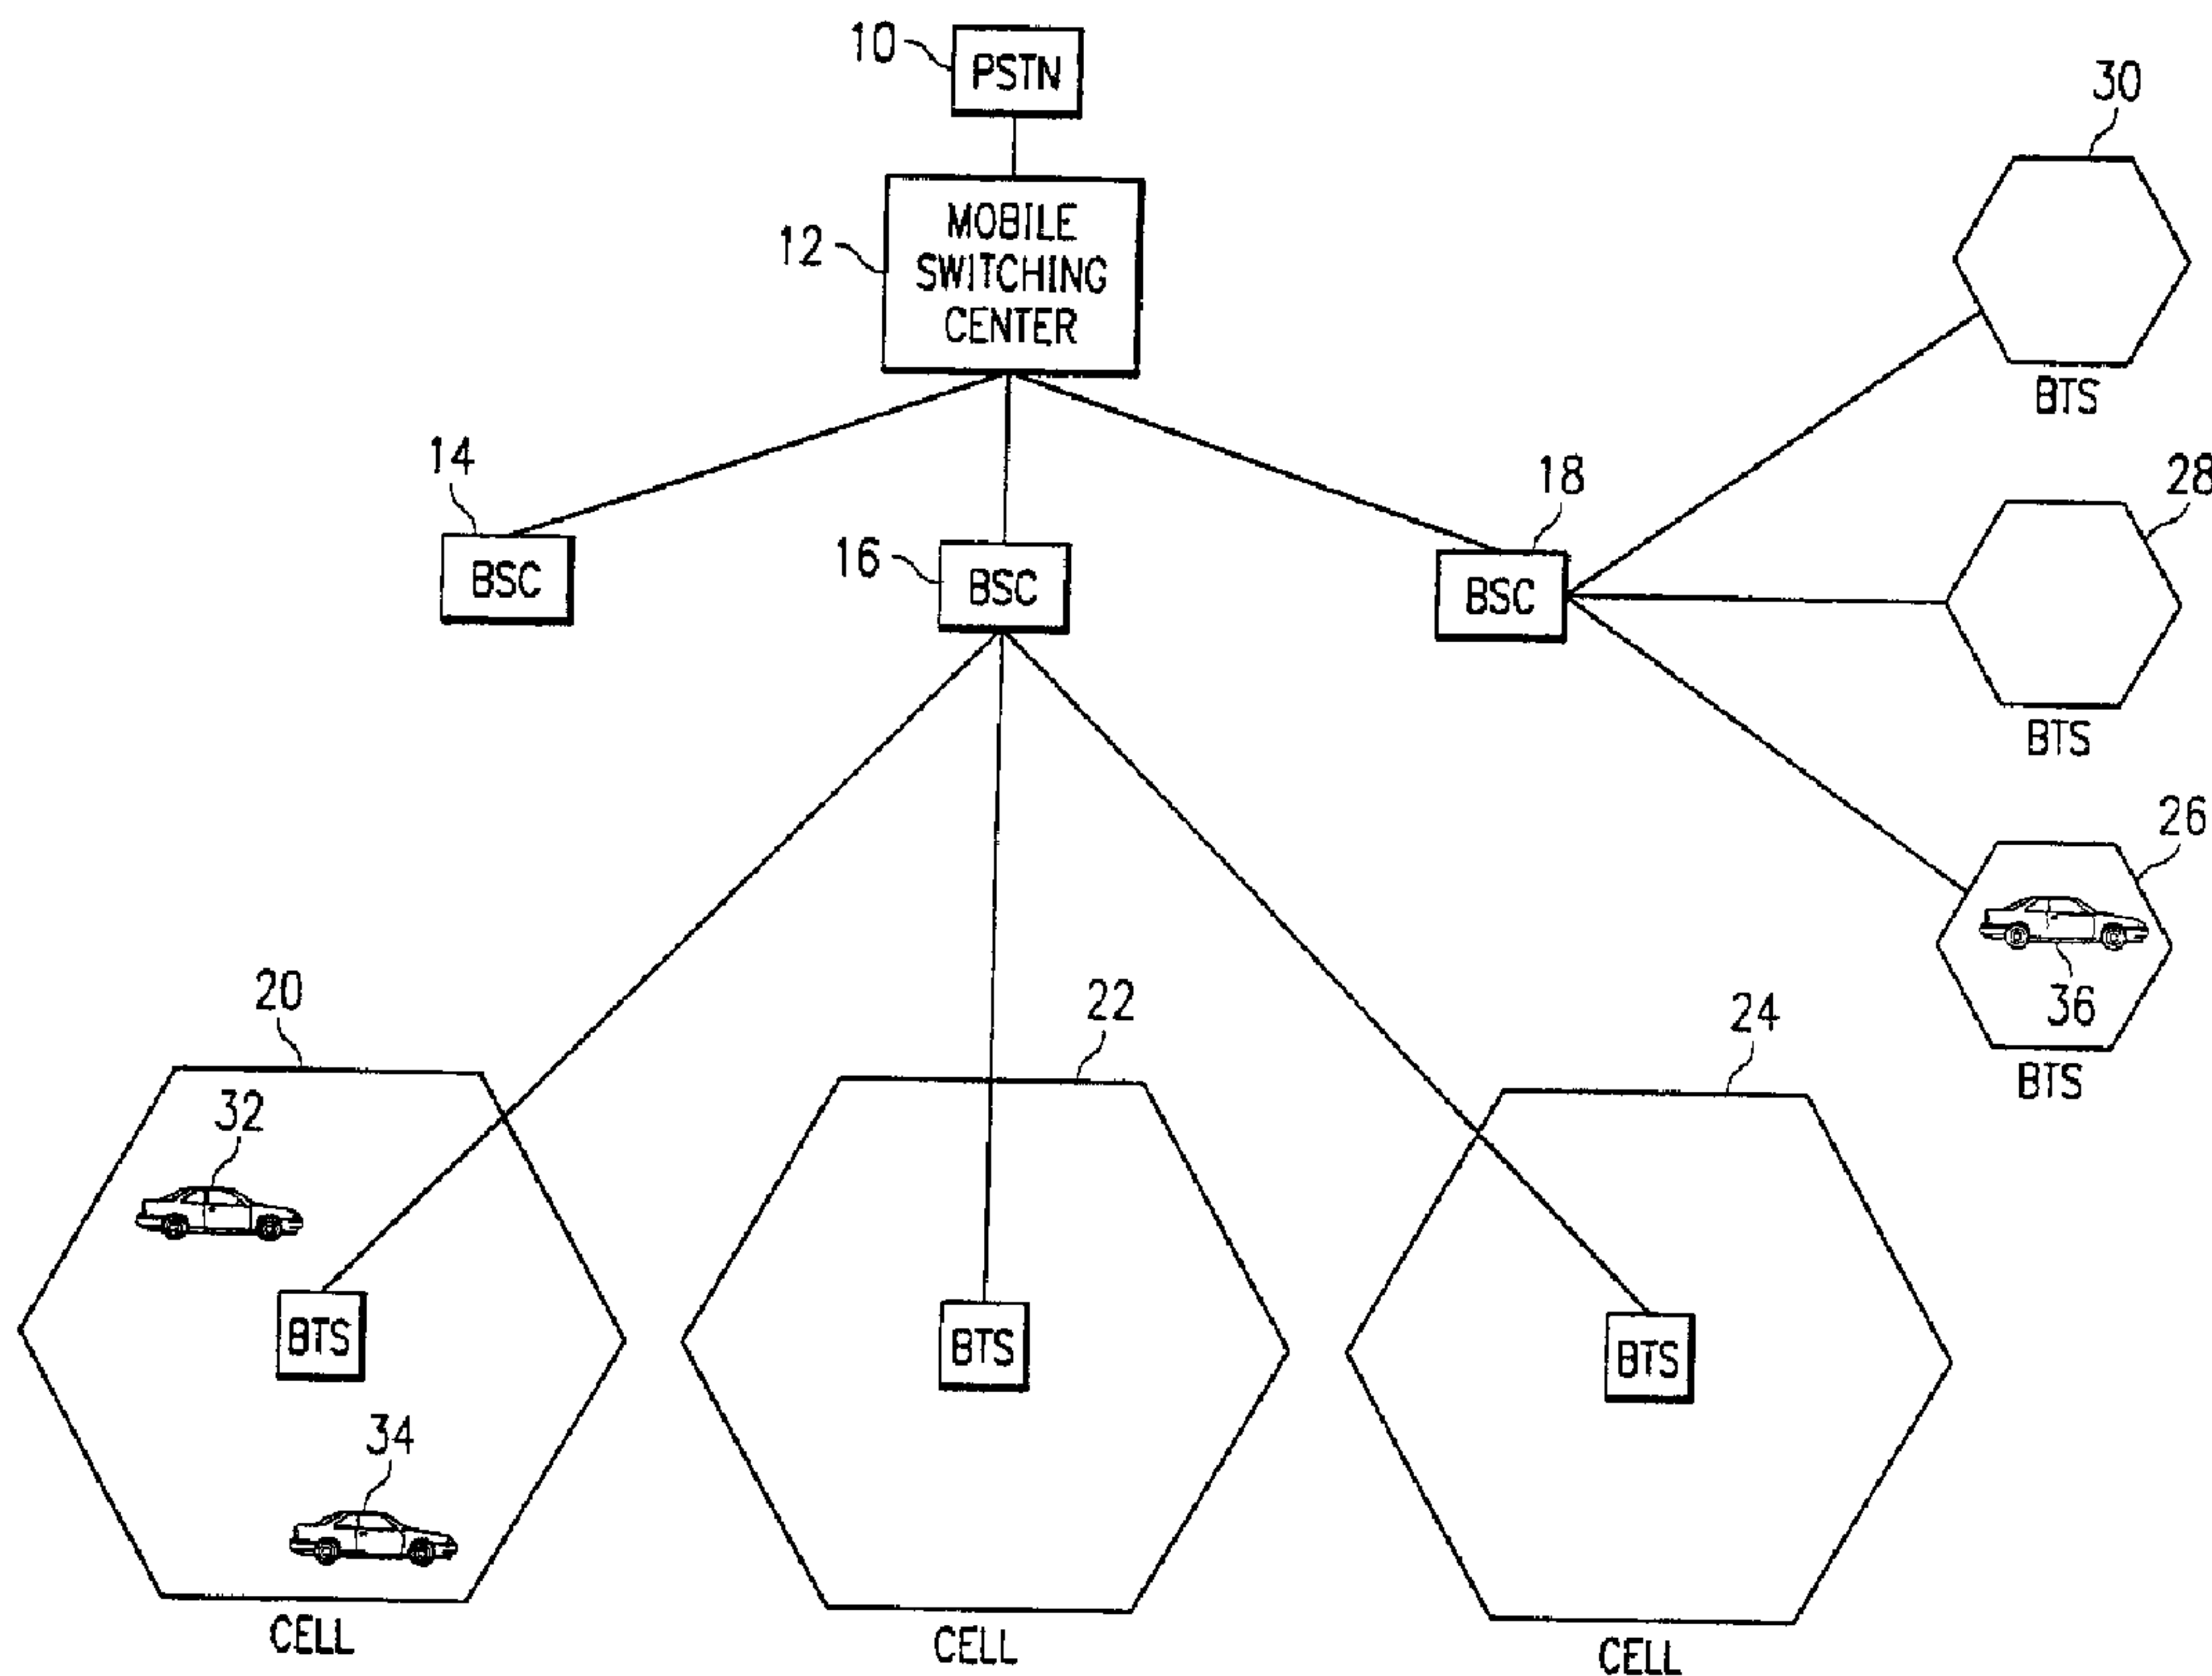 10
PSTN
30
12
MOBILE
SWITCHING
CENTER
BTS
14
18
28
16
BSC
BSC
BSC
BTS
26
36
20
22
24
BTS
32
BTS
BTS
BTS
34
CELL
CELL
CELL